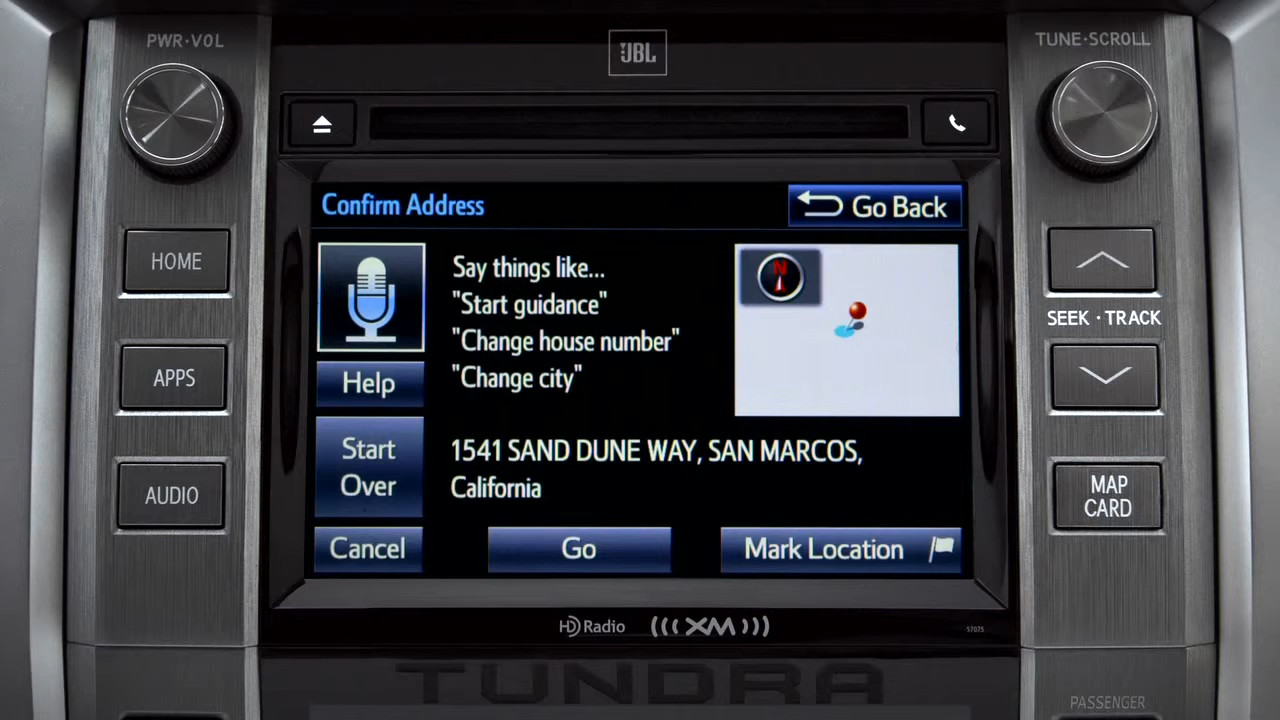 PWR·VOL
JBL
TUNE·SCROLL
Confirm Address
Go Back
N
HOME
Say things like...
"Start guidance"
"Change house number"
"Change city"
SEEK · TRACK
Help
APPS
Start
Over
1541 SAND DUNE WAY, SAN MARCOS,
California
AUDIO
MAP
CARD
Cancel
Go
Mark Location
HD Radio
((( XM )))
57075
TUNDRA
PASSENGER